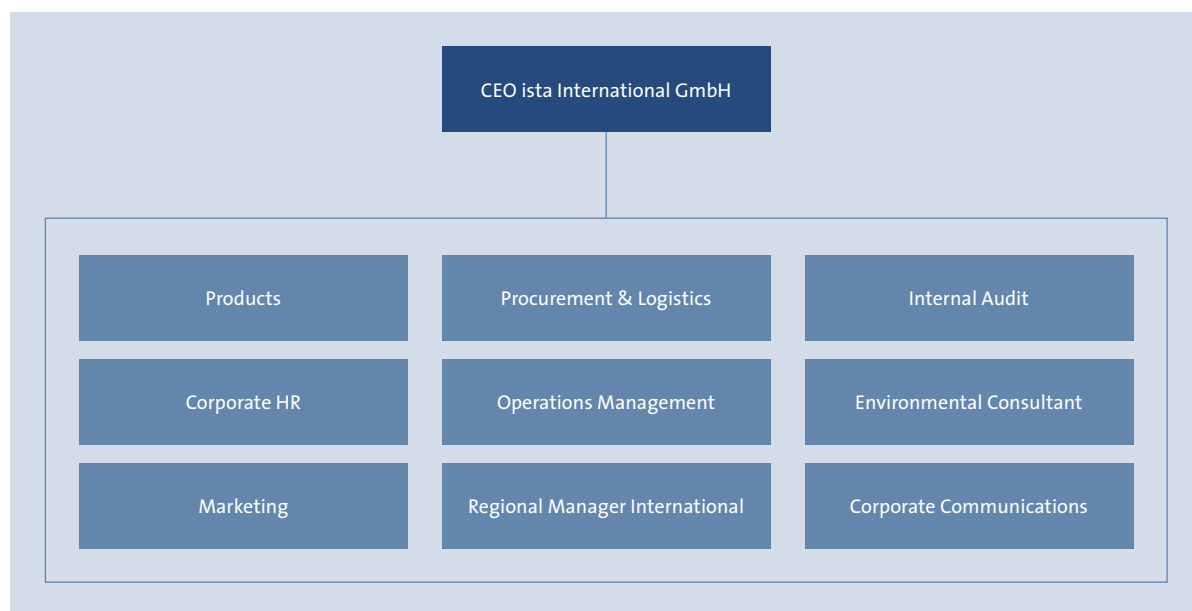 CEO ista International GmbH
Products
Procurement & Logistics
Internal Audit
Corporate HR
Operations Management
Environmental Consultant
Marketing
Regional Manager International
Corporate Communications